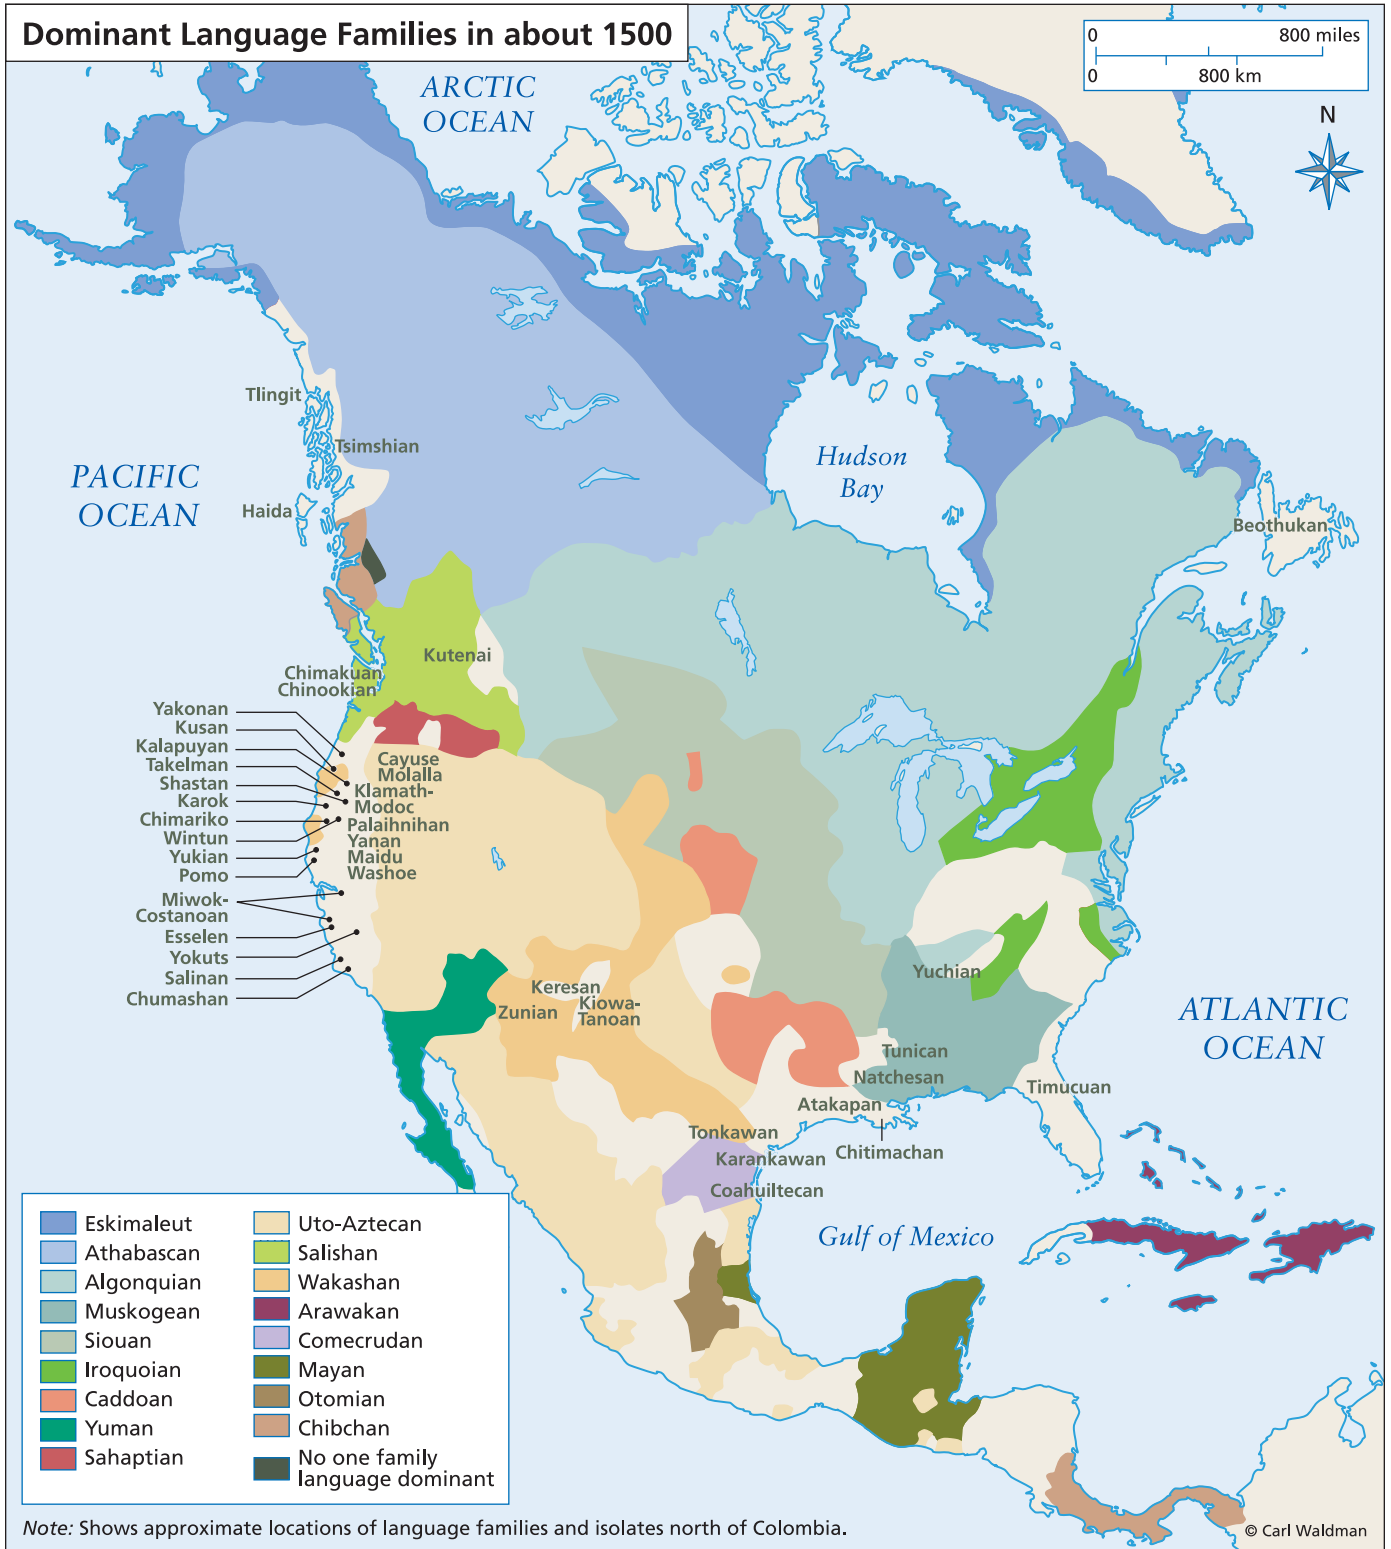 Dominant Language Families in about 1500
0 800 miles
0 800 km
N
ARCTIC
OCEAN
PACIFIC
OCEAN
Hudson
Bay
ATLANTIC
OCEAN
Gulf of Mexico
Tlingit
Tsimshian
Haida
Beothukan
Kutenai
Chimakuan
Chinookian
Yakonan
Kusan
Kalapuyan
Takelman
Shastan
Karok
Chimariko
Wintun
Yukian
Pomo
Miwok-
Costanoan
Esselen
Yokuts
Salinan
Chumashan
Cayuse
Molalla
Klamath-
Modoc
Palaihnihan
Yanan
Maidu
Washoe
Keresan
Zunian
Kiowa-
Tanoan
Yuchian
Tunican
Natchesan
Timucuan
Atakapan
Chitimachan
Tonkawan
Karankawan
Coahuiltecan
Eskimaleut
Athabascan
Algonquian
Muskogean
Siouan
Iroquoian
Caddoan
Yuman
Sahaptian
Uto-Aztecan
Salishan
Wakashan
Arawakan
Comecrudan
Mayan
Otomian
Chibchan
No one family
language dominant
Note: Shows approximate locations of language families and isolates north of Colombia.
© Carl Waldman